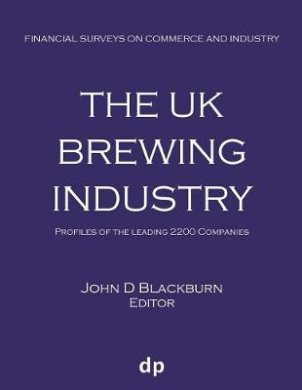 FINANCIAL SURVEYS ON COMMERCE AND INDUSTRY
THE UK
BREWING
INDUSTRY
PROFILES OF THE LEADING 2200 COMPANIES
JOHN D BLACKBURN
EDITOR
dp